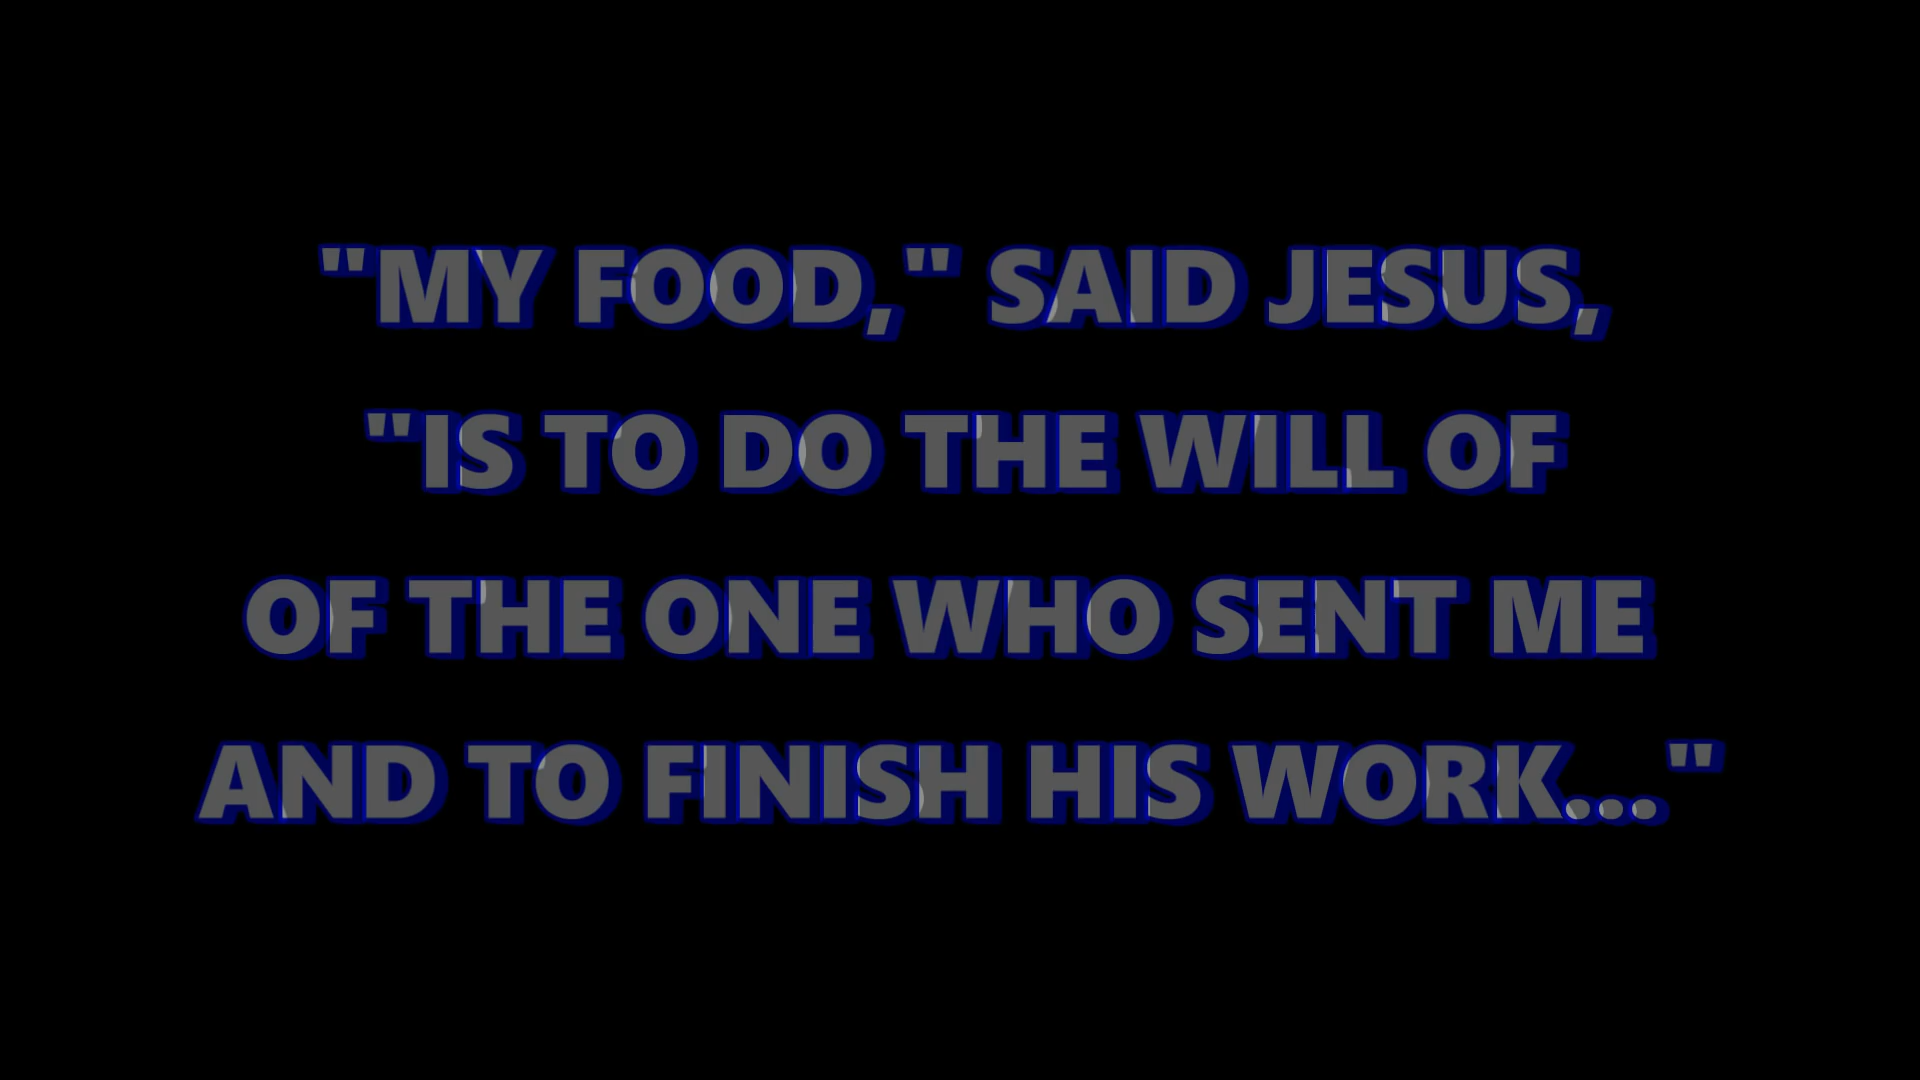 "MY FOOD," SAID JESUS,
"IS TO DO THE WILL OF
OF THE ONE WHO SENT ME
AND TO FINISH HIS WORK..."